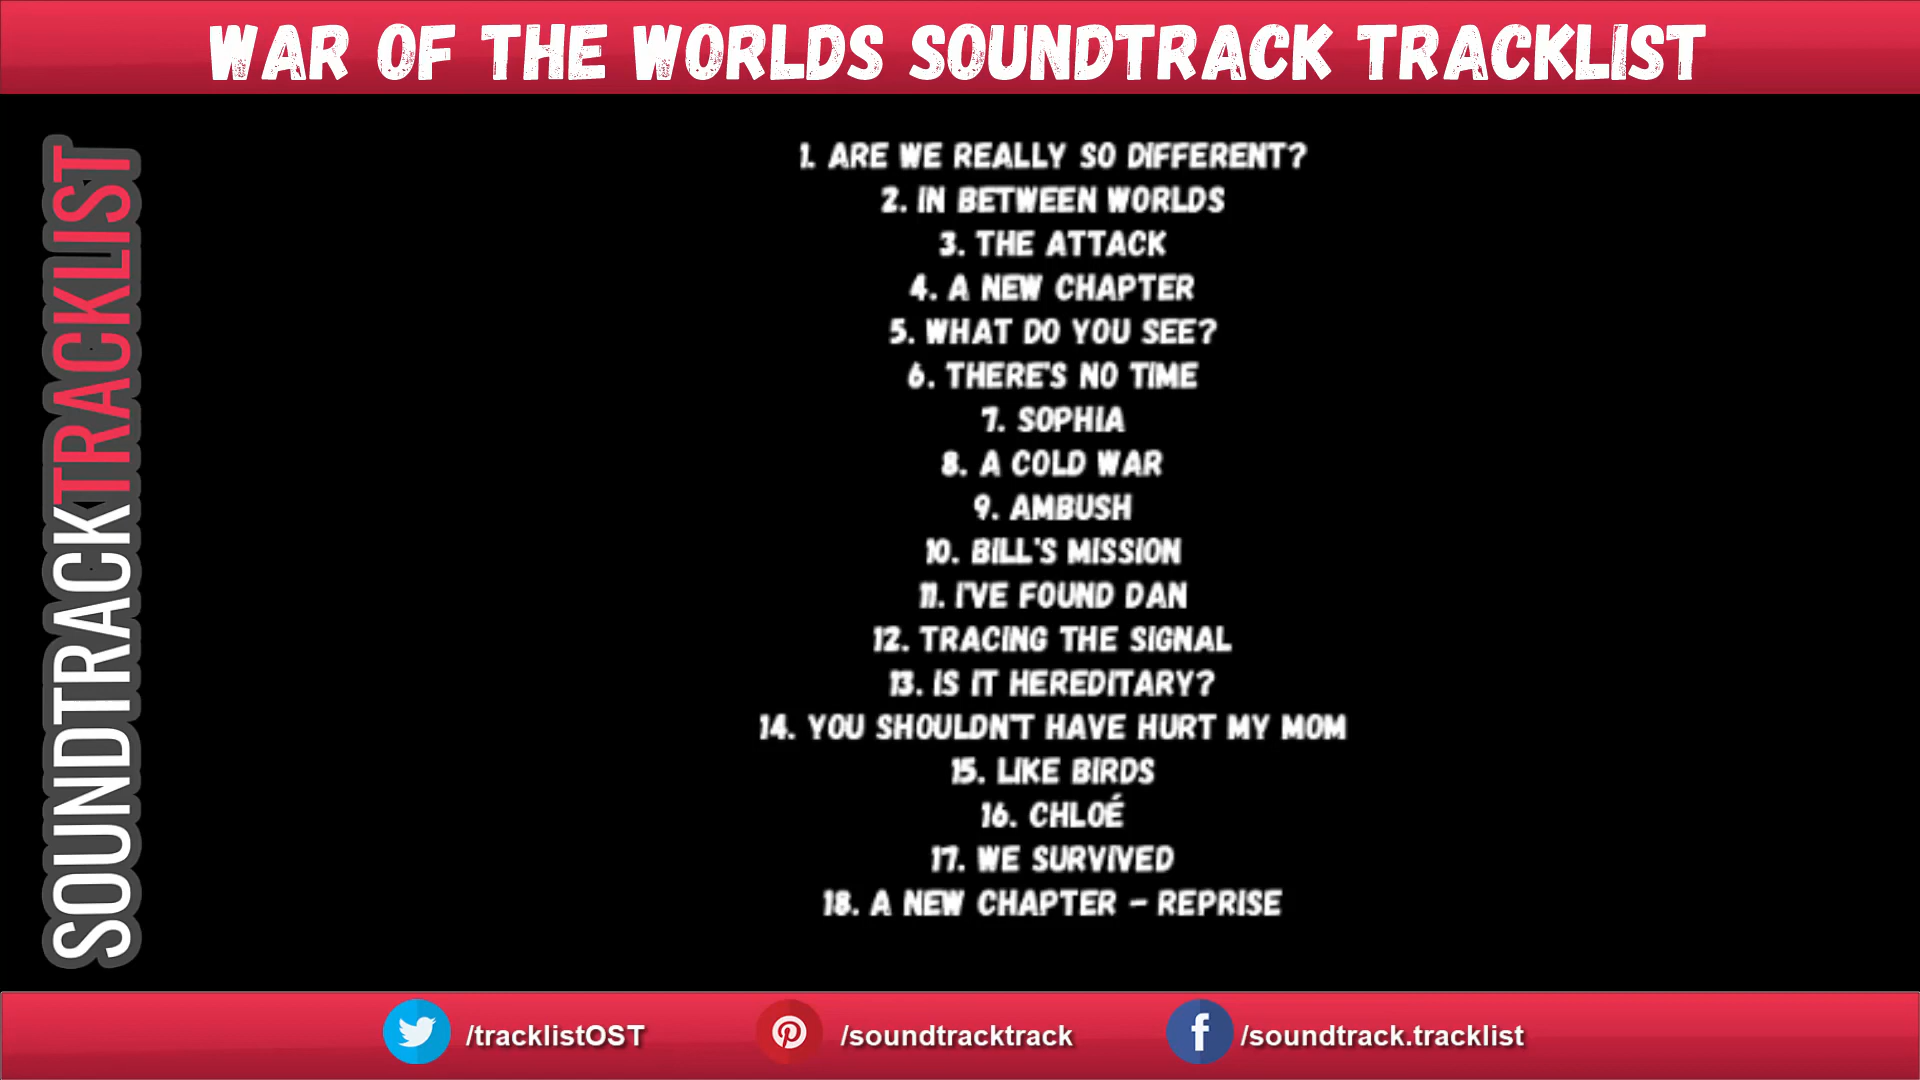 WAR OF THE WORLDS SOUNDTRACK TRACKLIST
SOUNDTRACKTRACKLIST
1. ARE WE REALLY SO DIFFERENT?
2. IN BETWEEN WORLDS
3. THE ATTACK
4. A NEW CHAPTER
5. WHAT DO YOU SEE?
6. THERE'S NO TIME
7. SOPHIA
8. A COLD WAR
9. AMBUSH
10. BILL'S MISSION
11. I'VE FOUND DAN
12. TRACING THE SIGNAL
13. IS IT HEREDITARY?
14. YOU SHOULDN'T HAVE HURT MY MOM
15. LIKE BIRDS
16. CHLOÉ
17. WE SURVIVED
18. A NEW CHAPTER - REPRISE
/tracklistOST
/soundtracktrack
/soundtrack.tracklist